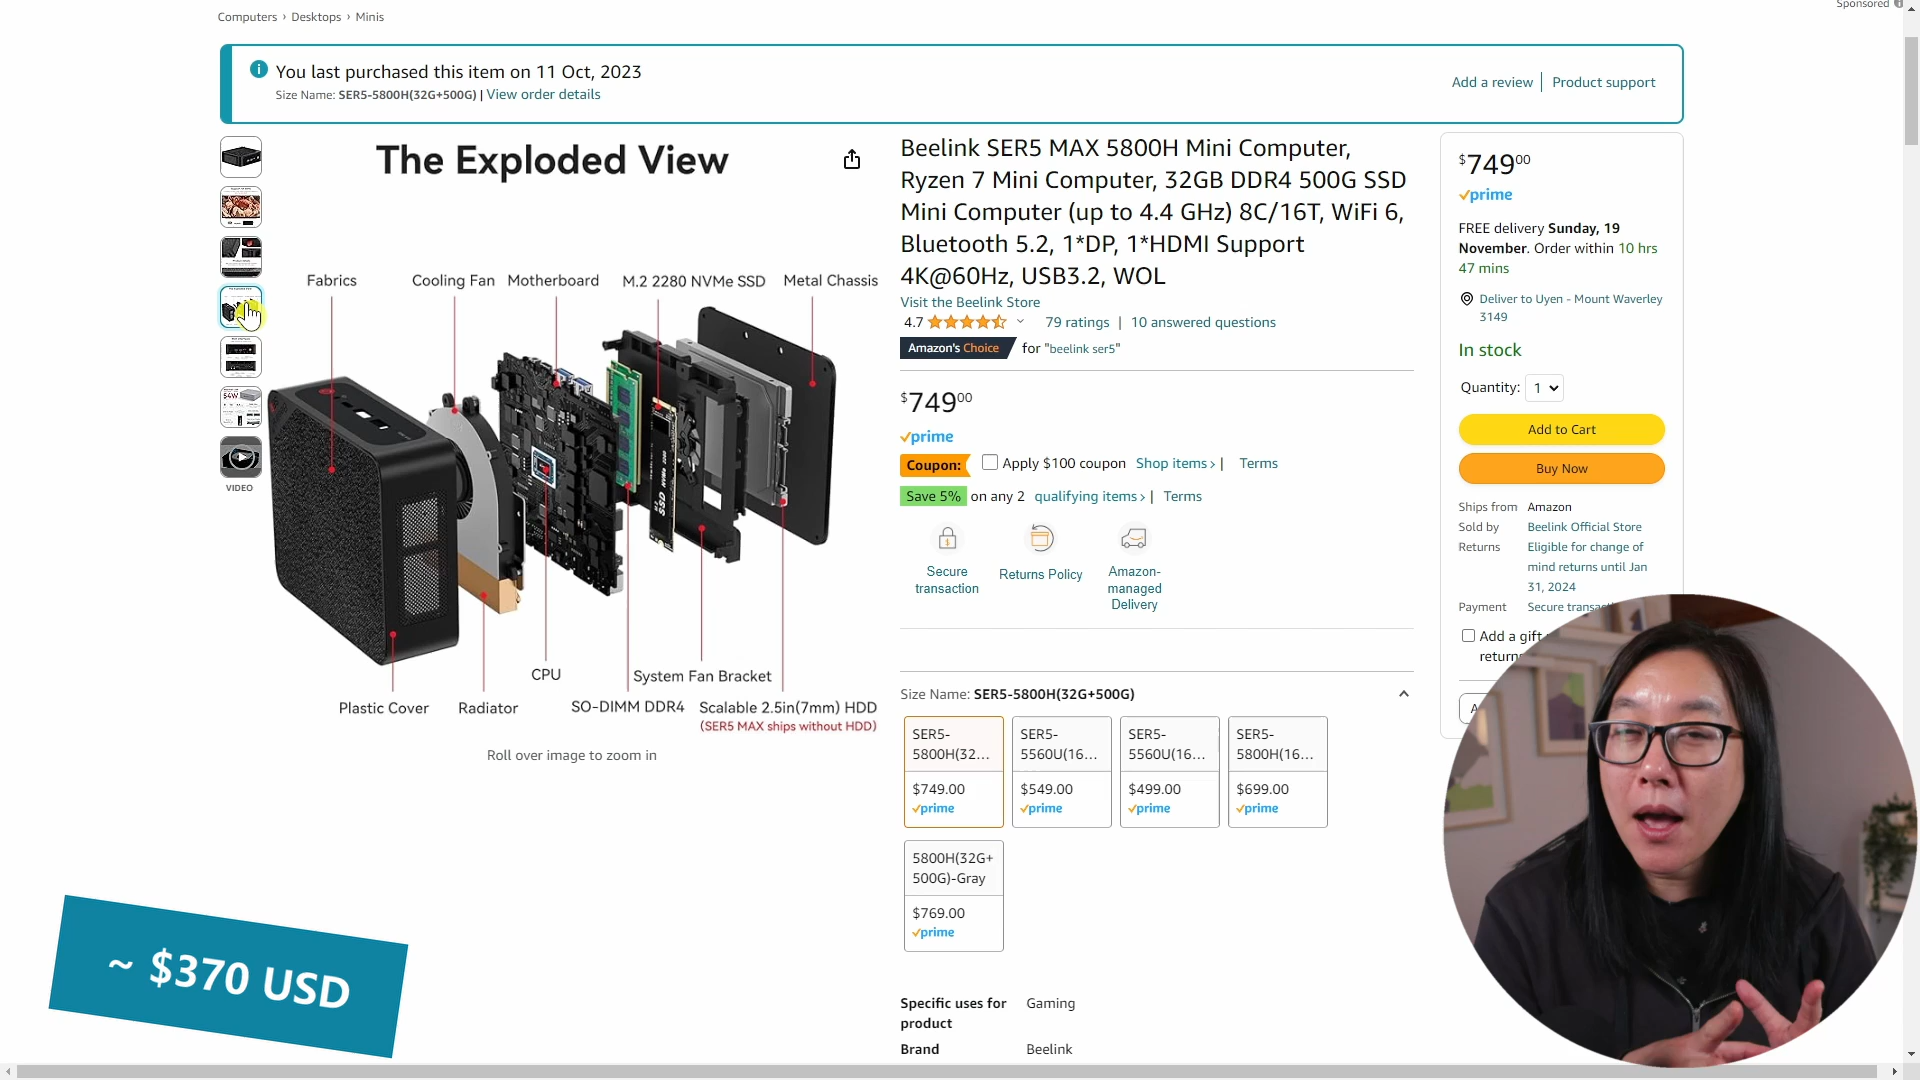 Computers › Desktops › Minis
Sponsored
You last purchased this item on 11 Oct, 2023
Size Name: SER5-5800H(32G+500G) | View order details
Add a review | Product support
The Exploded View
Fabrics
Cooling Fan
Motherboard
M.2 2280 NVMe SSD
Metal Chassis
SSD
CPU
System Fan Bracket
Plastic Cover
Radiator
SO-DIMM DDR4
Scalable 2.5in(7mm) HDD
(SER5 MAX ships without HDD)
Roll over image to zoom in
VIDEO
Beelink SER5 MAX 5800H Mini Computer,
Ryzen 7 Mini Computer, 32GB DDR4 500G SSD
Mini Computer (up to 4.4 GHz) 8C/16T, WiFi 6,
Bluetooth 5.2, 1*DP, 1*HDMI Support
4K@60Hz, USB3.2, WOL
Visit the Beelink Store
4.7
79 ratings | 10 answered questions
Amazon's Choice for "beelink ser5"
$74900
prime
Coupon: Apply $100 coupon Shop items › | Terms
Save 5% on any 2 qualifying items › | Terms
Secure
transaction
Returns Policy
Amazon-
managed
Delivery
Size Name: SER5-5800H(32G+500G)
SER5-
5800H(32...
$749.00
prime
SER5-
5560U(16...
$549.00
prime
SER5-
5560U(16...
$499.00
prime
SER5-
5800H(16...
$699.00
prime
5800H(32G+
500G)-Gray
$769.00
prime
Specific uses for
product
Gaming
Brand
Beelink
$74900
prime
FREE delivery Sunday, 19
November. Order within 10 hrs
47 mins
Deliver to Uyen - Mount Waverley
3149
In stock
Quantity: 1
Add to Cart
Buy Now
Ships from Amazon
Sold by Beelink Official Store
Returns Eligible for change of
mind returns until Jan
31, 2024
Payment Secure transa
Add a gift
return
A
~ $370 USD